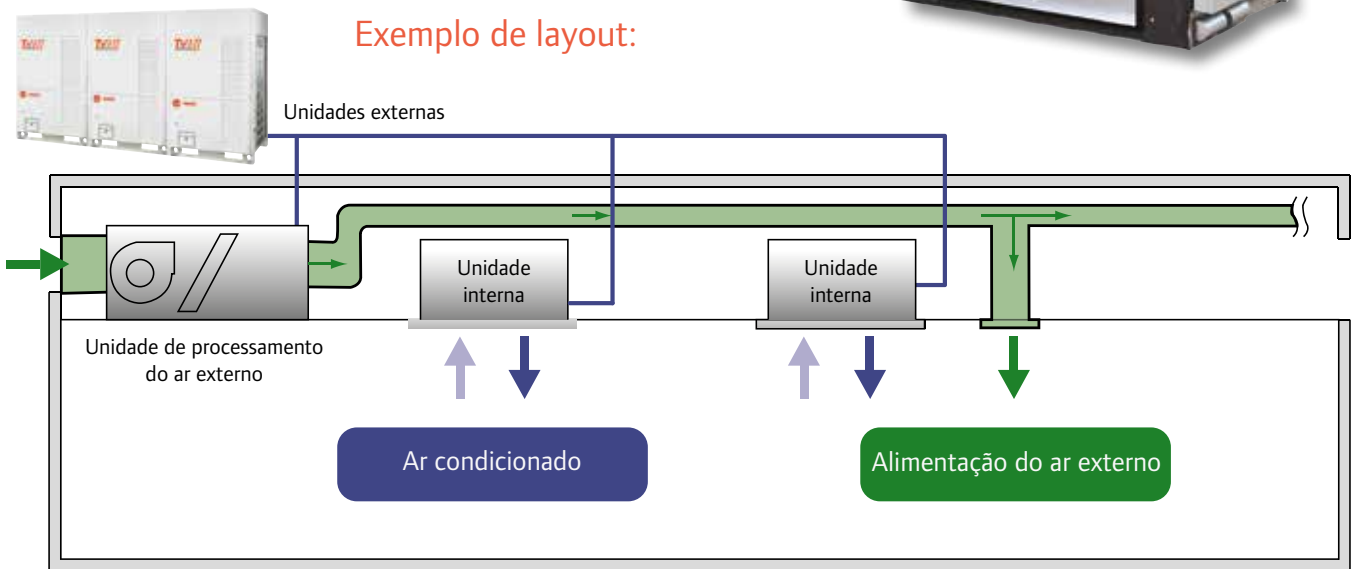 Exemplo de layout:
Unidades externas
Unidade
interna
Unidade
interna
Unidade de processamento
do ar externo
Ar condicionado
Alimentação do ar externo